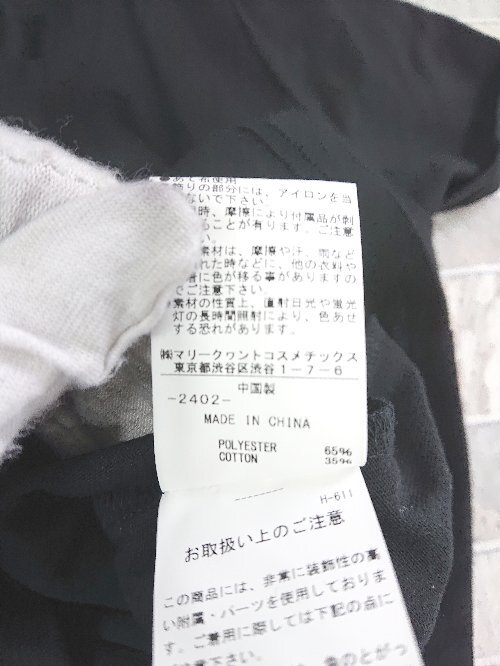 ●あて布使用
飾りの部分には、アイロンを当
ないで下さい。
時、摩擦により付属品が剥
ることが有ります。ご注意
素材は、摩擦や汗、雨など
れた時などに、他の衣料や
に色が移る事がありますの
でご注意下さい。
素材の性質上、直射日光や蛍光
灯の長時間照射により、色あせ
する恐れがあります。
㈱マリークヮントコスメチックス
東京都渋谷区渋谷1-7-6
中国製
-2402-
MADE IN CHINA
POLYESTER 65%
COTTON 35%
H-611
お取扱い上のご注意
この商品には、非常に装飾性の高
い附属・パーツを使用しておりま
す。ご着用に際しては下記の点に